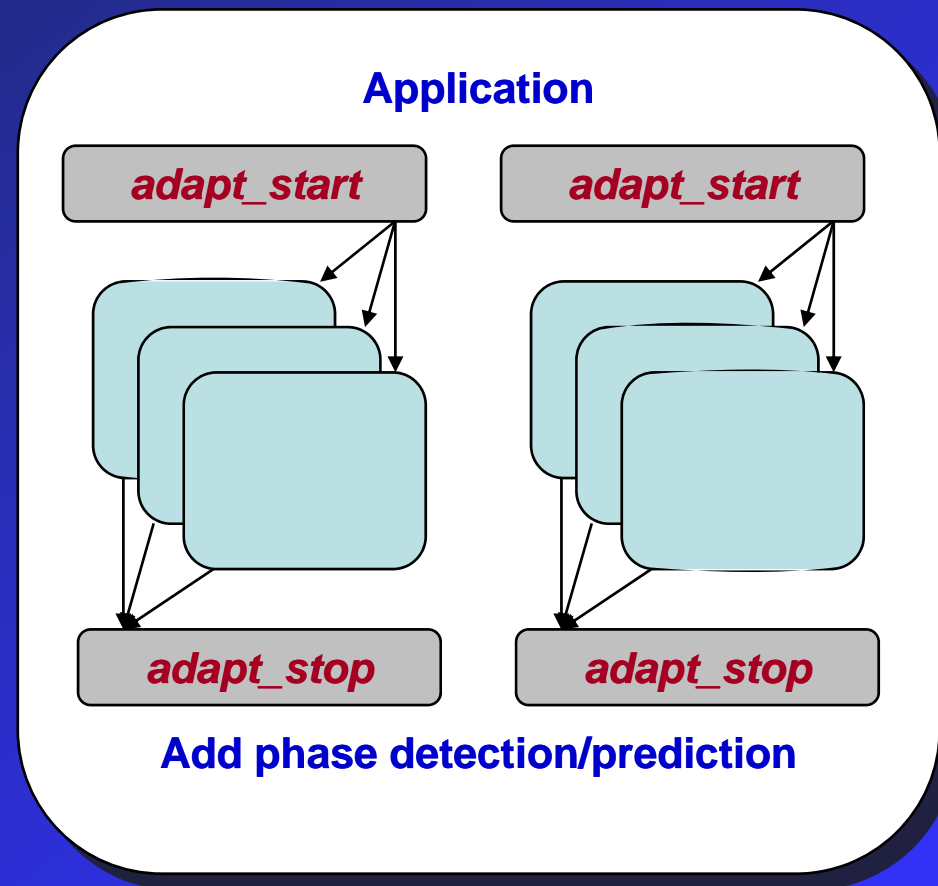 Application
adapt_start
adapt_start
adapt_stop
adapt_stop
Add phase detection/prediction